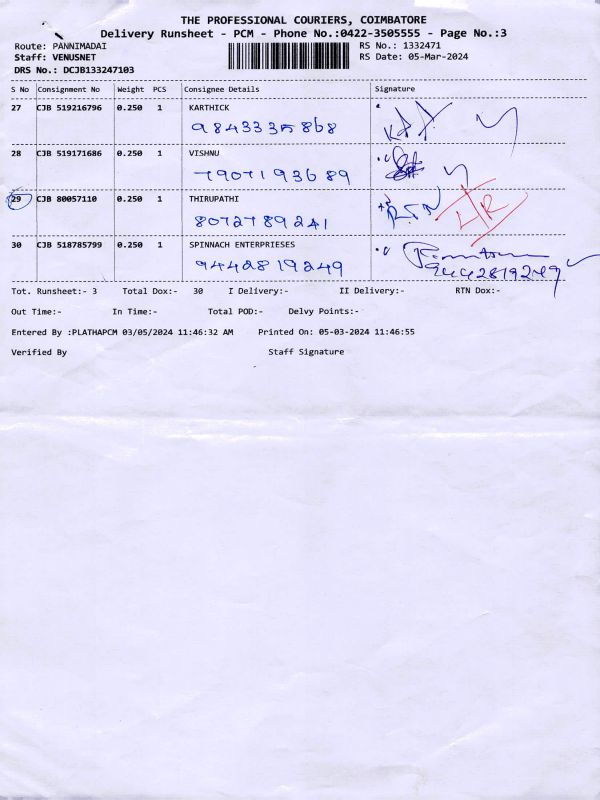 THE PROFESSIONAL COURIERS, COIMBATORE
Delivery Runsheet - PCM - Phone No.:0422-3505555 - Page No.:3
Route: PANNIMADAI RS No.: 1332471
Staff: VENUSNET RS Date: 05-Mar-2024
DRS No.: DCJB133247103
S No Consignment No Weight PCS Consignee Details Signature
27 CJB 519216796 0.250 1 KARTHICK
9843335868
28 CJB 519171686 0.250 1 VISHNU
7907193689
29 CJB 80057110 0.250 1 THIRUPATHI
8072789241 RTN
30 CJB 518785799 0.250 1 SPINNACH ENTERPRIESES
9442819249 9442819249
Tot. Runsheet:- 3 Total Dox:- 30 I Delivery:- II Delivery:- RTN Dox:-
Out Time:- In Time:- Total POD:- Delvy Points:-
Entered By :PLATHAPCM 03/05/2024 11:46:32 AM Printed On: 05-03-2024 11:46:55
Verified By Staff Signature